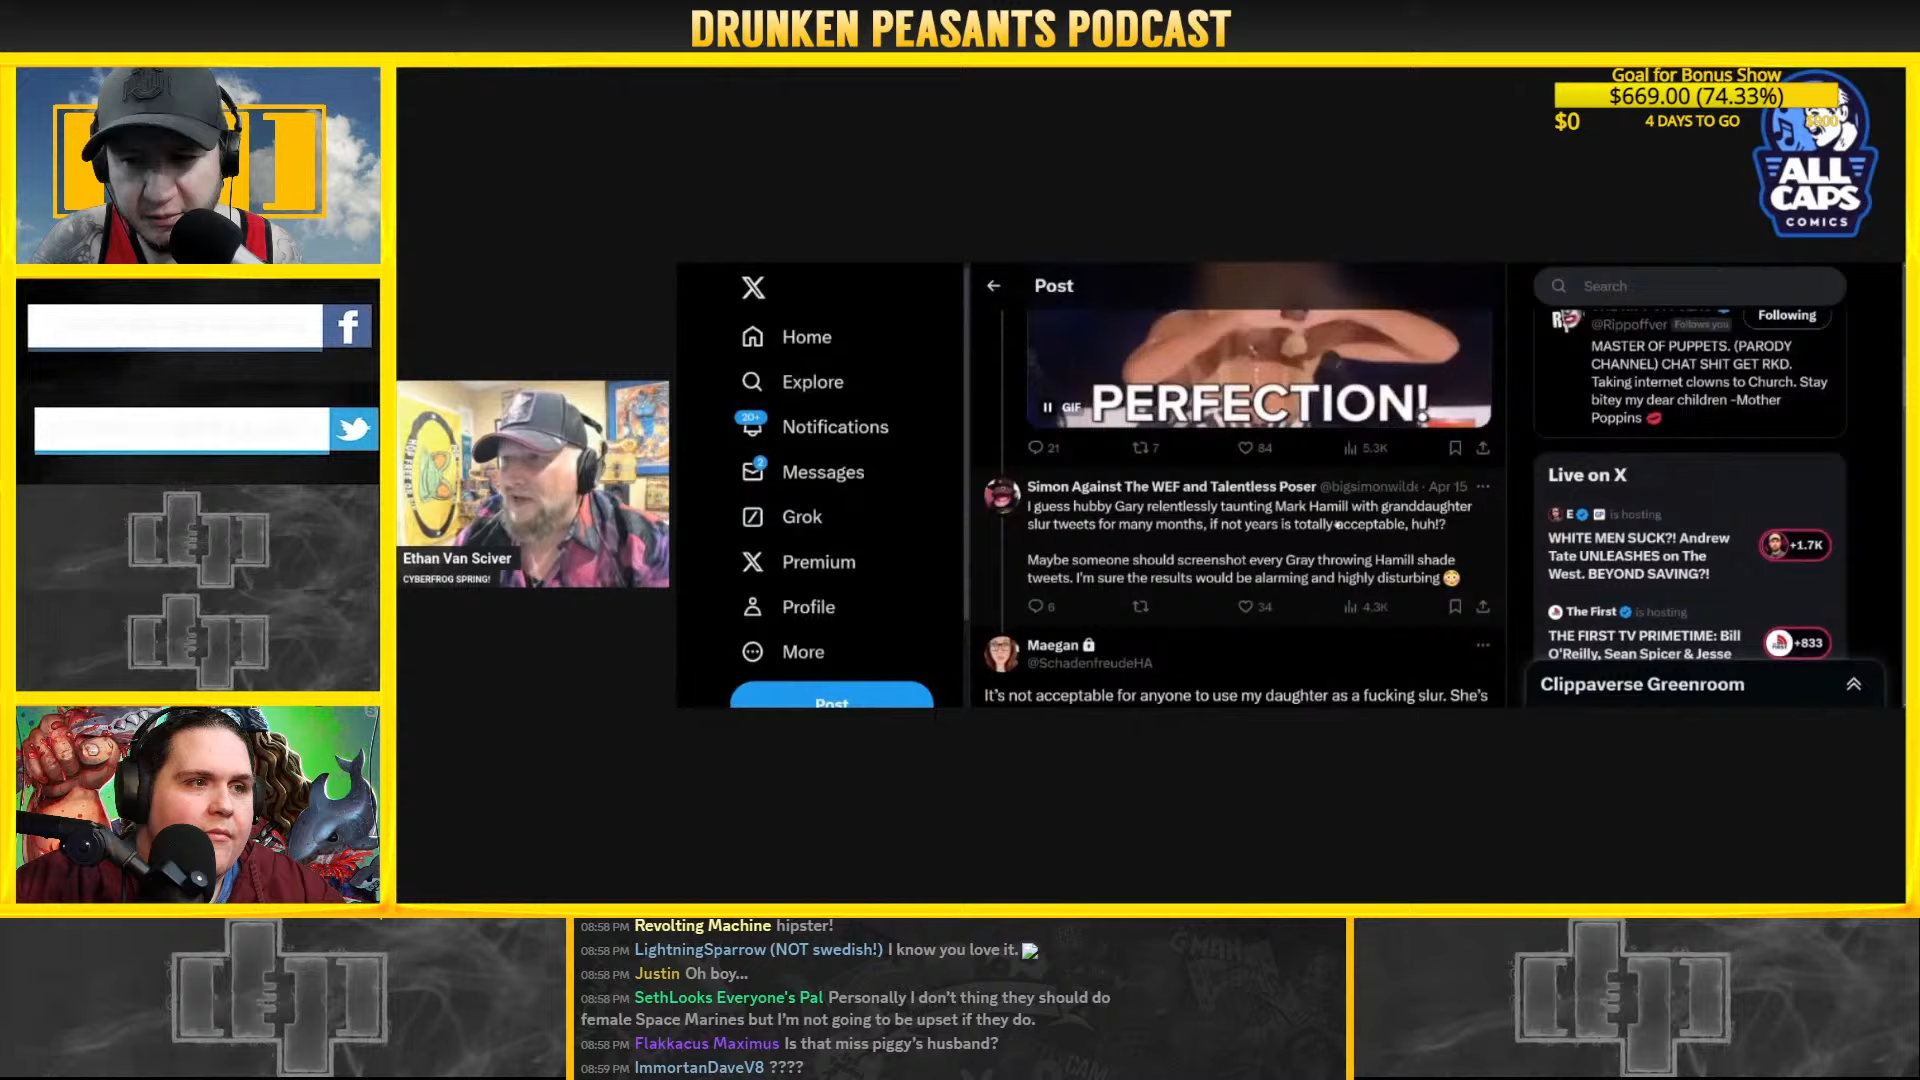 DRUNKEN PEASANTS PODCAST
Goal for Bonus Show
$669.00 (74.33%)
$0
4 DAYS TO GO
$900
ALL
CAPS
COMICS
f
Ethan Van Sciver
CYBERFROG SPRING!
Home
Explore
20+
Notifications
2
Messages
Grok
Premium
Profile
More
Post
Post
GIF
PERFECTION!
21
7
84
5.3K
Simon Against The WEF and Talentless Poser @bigsimonwilde · Apr 15
I guess hubby Gary relentlessly taunting Mark Hamill with granddaughter
slur tweets for many months, if not years is totally acceptable, huh!?
Maybe someone should screenshot every Gray throwing Hamill shade
tweets. I'm sure the results would be alarming and highly disturbing
6
34
4.3K
Maegan
@SchadenfreudeHA
It's not acceptable for anyone to use my daughter as a fucking slur. She's
Search
@Rippoffver Follows you
Following
MASTER OF PUPPETS. (PARODY
CHANNEL) CHAT SHIT GET RKD.
Taking internet clowns to Church. Stay
bitey my dear children -Mother
Poppins
Live on X
E is hosting
WHITE MEN SUCK?! Andrew
Tate UNLEASHES on The
West. BEYOND SAVING?!
+1.7K
The First is hosting
THE FIRST TV PRIMETIME: Bill
O'Reilly, Sean Spicer & Jesse
+833
Clippaverse Greenroom
08:58 PM Revolting Machine hipster!
08:58 PM LightningSparrow (NOT swedish!) I know you love it.
08:58 PM Justin Oh boy...
08:58 PM SethLooks Everyone's Pal Personally I don't thing they should do
female Space Marines but I'm not going to be upset if they do.
08:58 PM Flakkacus Maximus Is that miss piggy's husband?
08:59 PM ImmortanDaveV8 ????